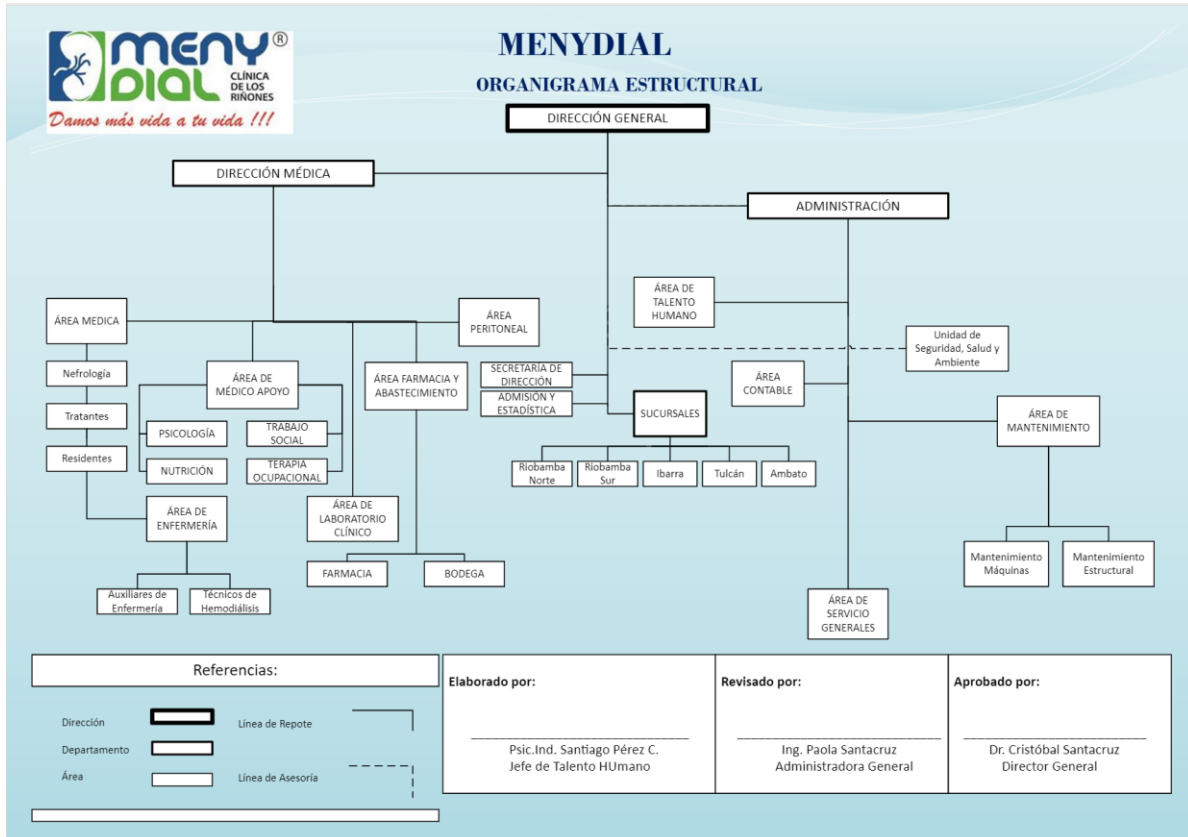 MENY®
DIAL
CLÍNICA
DE LOS
RIÑONES
Damos más vida a tu vida !!!
MENYDIAL
ORGANIGRAMA ESTRUCTURAL
DIRECCIÓN GENERAL
DIRECCIÓN MÉDICA
ADMINISTRACIÓN
ÁREA DE
TALENTO
HUMANO
ÁREA MEDICA
ÁREA
PERITONEAL
Unidad de
Seguridad, Salud y
Ambiente
Nefrología
ÁREA DE
MÉDICO APOYO
ÁREA FARMACIA Y
ABASTECIMIENTO
SECRETARÍA DE
DIRECCIÓN
ADMISIÓN Y
ESTADÍSTICA
ÁREA
CONTABLE
Tratantes
SUCURSALES
ÁREA DE
MANTENIMIENTO
PSICOLOGÍA
TRABAJO
SOCIAL
Residentes
NUTRICIÓN
TERAPIA
OCUPACIONAL
Riobamba
Norte
Riobamba
Sur
Ibarra
Tulcán
Ambato
ÁREA DE
ENFERMERÍA
ÁREA DE
LABORATORIO
CLÍNICO
FARMACIA
BODEGA
Mantenimiento
Máquinas
Mantenimiento
Estructural
Auxiliares de
Enfermería
Técnicos de
Hemodiálisis
ÁREA DE
SERVICIO
GENERALES
Referencias:
Dirección
Línea de Repote
Departamento
Área
Línea de Asesoría
Elaborado por:
Psic.Ind. Santiago Pérez C.
Jefe de Talento HUmano
Revisado por:
Ing. Paola Santacruz
Administradora General
Aprobado por:
Dr. Cristóbal Santacruz
Director General